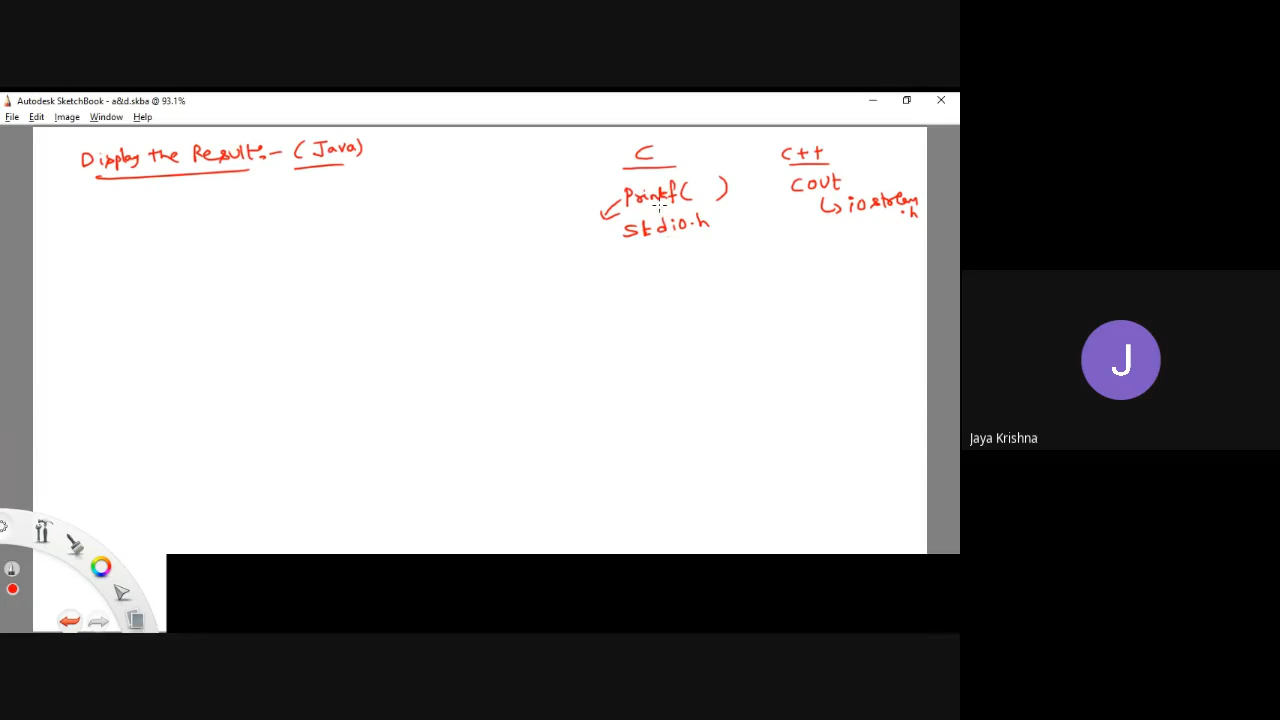 Autodesk SketchBook - a&d.skba @ 93.1%
File Edit Image Window Help
Display the Result:- (Java)
C
printf( )
stdio.h
C++
cout
iostream
.h
J
Jaya Krishna